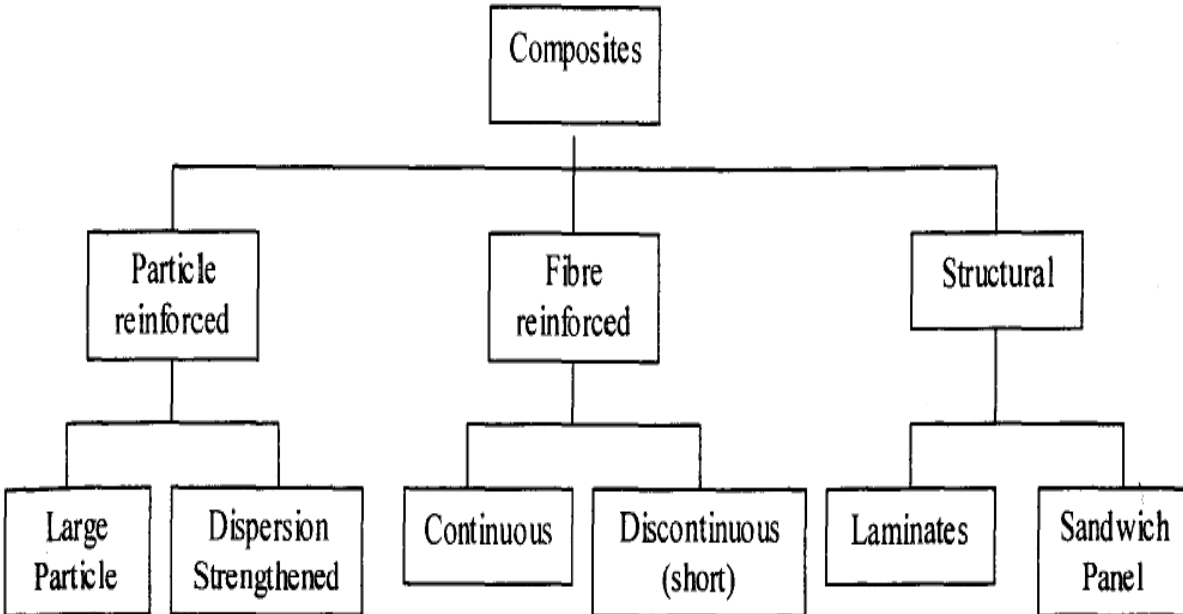 Composites
Particle
reinforced
Fibre
reinforced
Structural
Large
Particle
Dispersion
Strengthened
Continuous
Discontinuous
(short)
Laminates
Sandwich
Panel